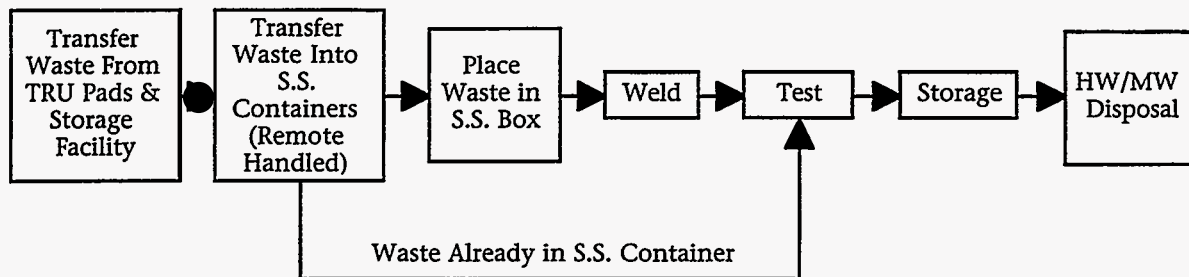 Transfer
Waste From
TRU Pads &
Storage
Facility
Transfer
Waste Into
S.S.
Containers
(Remote
Handled)
Place
Waste in
S.S. Box
Weld
Test
Storage
HW/MW
Disposal
Waste Already in S.S. Container